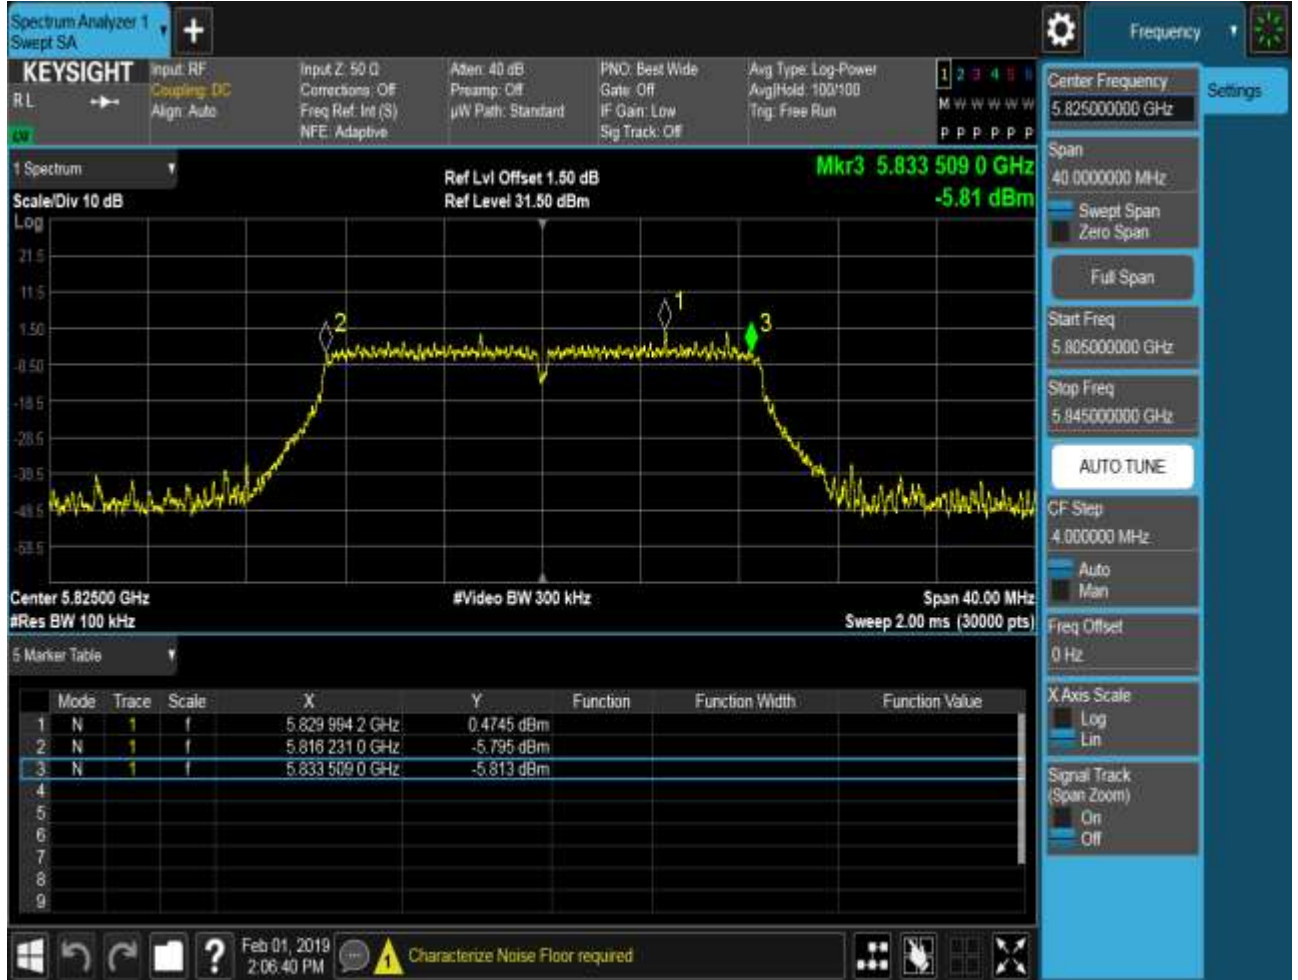 Spectrum Analyzer 1
Swept SA
+
Frequency
KEYSIGHT
RL
Input: RF
Coupling: DC
Align: Auto
Input Z: 50 Ω
Corrections: Off
Freq Ref: Int (S)
NFE: Adaptive
Atten: 40 dB
Preamp: Off
µW Path: Standard
PNO: Best Wide
Gate: Off
IF Gain: Low
Sig Track: Off
Avg Type: Log-Power
Avg|Hold: 100/100
Trig: Free Run
1 2 3 4 5 6
M W W W W W
P P P P P P
1 Spectrum
Scale/Div 10 dB
Log
Ref Lvl Offset 1.50 dB
Ref Level 31.50 dBm
Mkr3 5.833 509 0 GHz
-5.81 dBm
21.5
11.5
1.50
-8.50
-18.5
-28.5
-38.5
-48.5
-58.5
2
1
3
Center 5.82500 GHz
#Res BW 100 kHz
#Video BW 300 kHz
Span 40.00 MHz
Sweep 2.00 ms (30000 pts)
5 Marker Table
Mode Trace Scale X Y Function Function Width Function Value
1 N 1 f 5.829 994 2 GHz 0.4745 dBm
2 N 1 f 5.816 231 0 GHz -5.795 dBm
3 N 1 f 5.833 509 0 GHz -5.813 dBm
4
5
6
7
8
9
Center Frequency
5.825000000 GHz
Settings
Span
40.0000000 MHz
Swept Span
Zero Span
Full Span
Start Freq
5.805000000 GHz
Stop Freq
5.845000000 GHz
AUTO TUNE
CF Step
4.000000 MHz
Auto
Man
Freq Offset
0 Hz
X Axis Scale
Log
Lin
Signal Track
(Span Zoom)
On
Off
?
Feb 01, 2019
2:06:40 PM
1
Characterize Noise Floor required